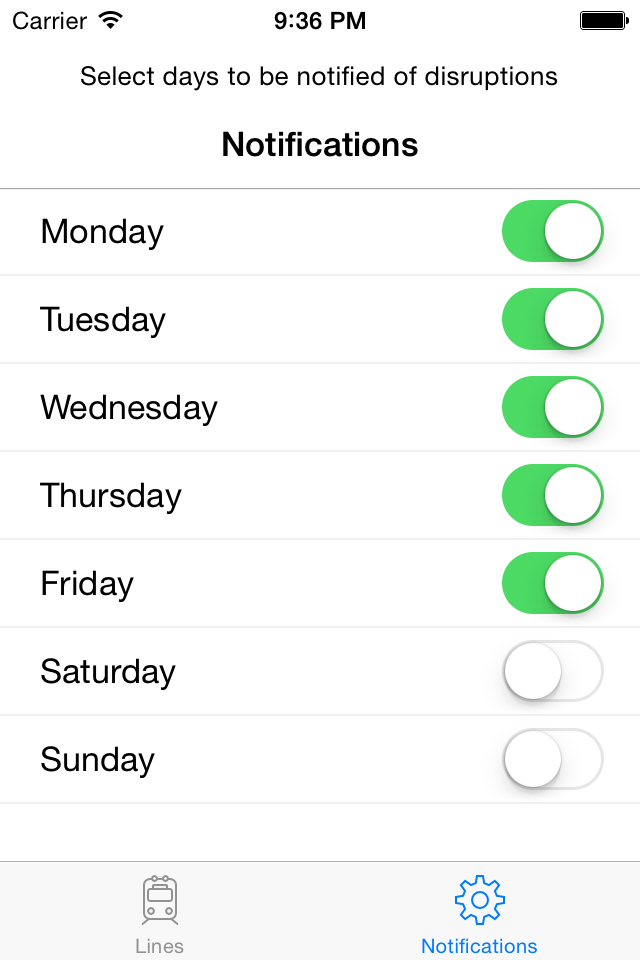 Carrier 9:36 PM
Select days to be notified of disruptions
Notifications
Monday
Tuesday
Wednesday
Thursday
Friday
Saturday
Sunday
Lines Notifications